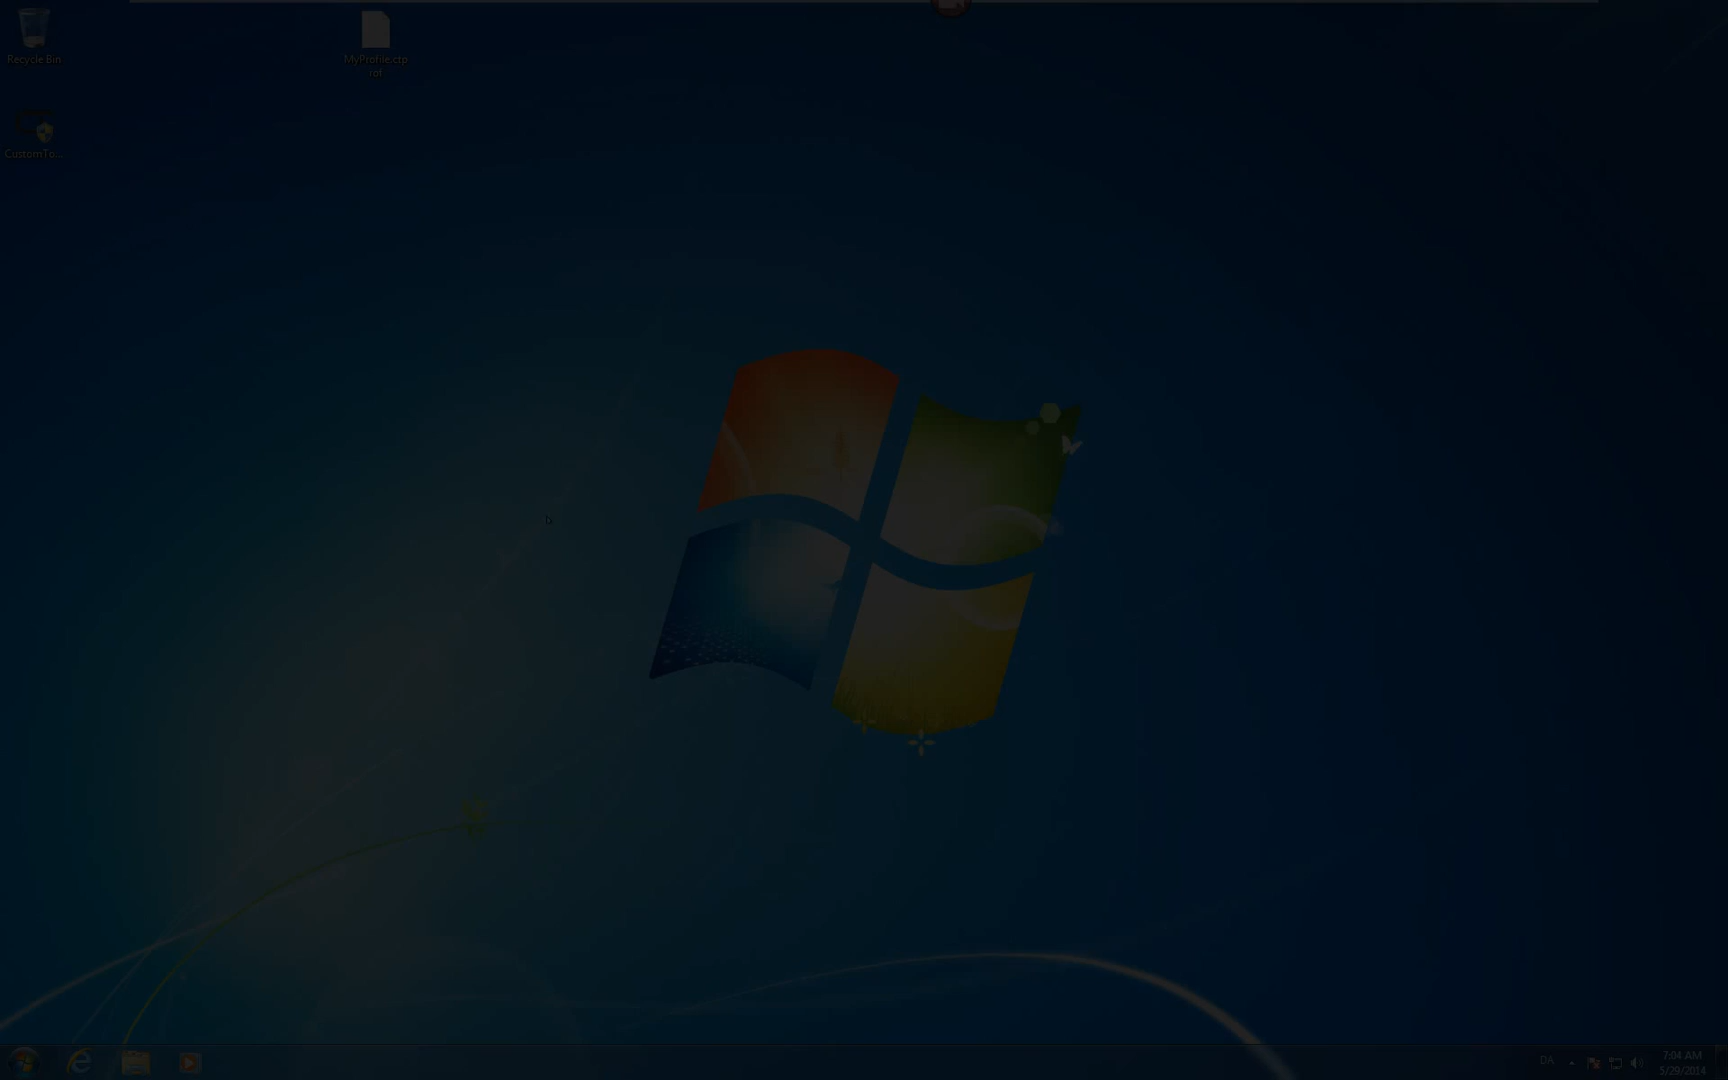 Recycle Bin
MyProfile.ctp
rof
CustomTo...
DA
7:04 AM
5/29/2014